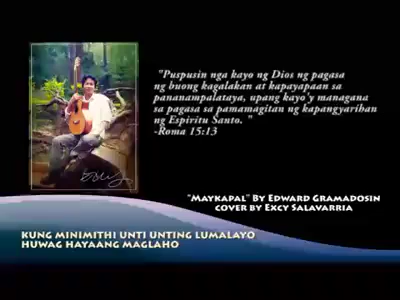 "Puspusin nga kayo ng Dios ng pagasa
ng buong kagalakan at kapayapaan sa
pananampalataya, upang kayo'y managana
sa pagasa sa pamamagitan ng kapangyarihan
ng Espiritu Santo. "
-Roma 15:13
"Maykapal" By Edward Gramadosin
cover by Excy Salavarria
KUNG MINIMITHI UNTI UNTING LUMALAYO
HUWAG HAYAANG MAGLAHO